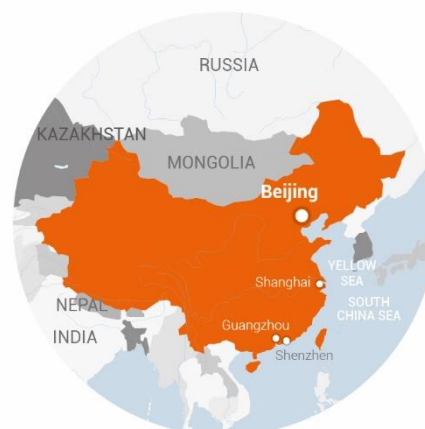 RUSSIA
KAZAKHSTAN
MONGOLIA
Beijing
YELLOW
SEA
Shanghai
NEPAL
SOUTH
CHINA SEA
Guangzhou
INDIA
Shenzhen